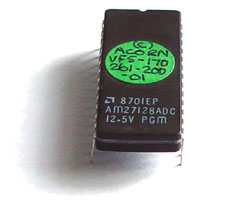 (C)
ACORN
VFS-170
261-200
-01
8701EP
AM27128ADC
12-5V PGM